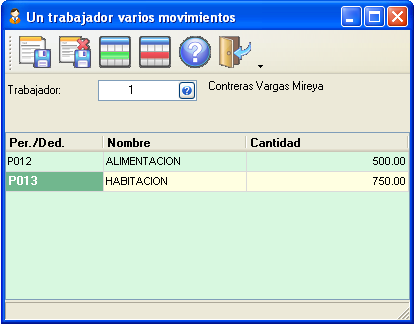 Un trabajador varios movimientos
Trabajador: 1 Contreras Vargas Mireya
Per./Ded. Nombre Cantidad
P012 ALIMENTACION 500.00
P013 HABITACION 750.00